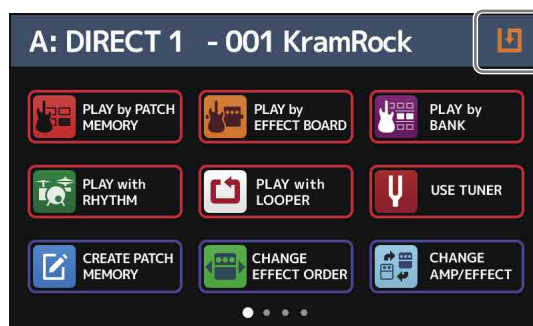 A: DIRECT 1 - 001 KramRock
PLAY by PATCH
MEMORY
PLAY by
EFFECT BOARD
PLAY by
BANK
PLAY with
RHYTHM
PLAY with
LOOPER
USE TUNER
CREATE PATCH
MEMORY
CHANGE
EFFECT ORDER
CHANGE
AMP/EFFECT